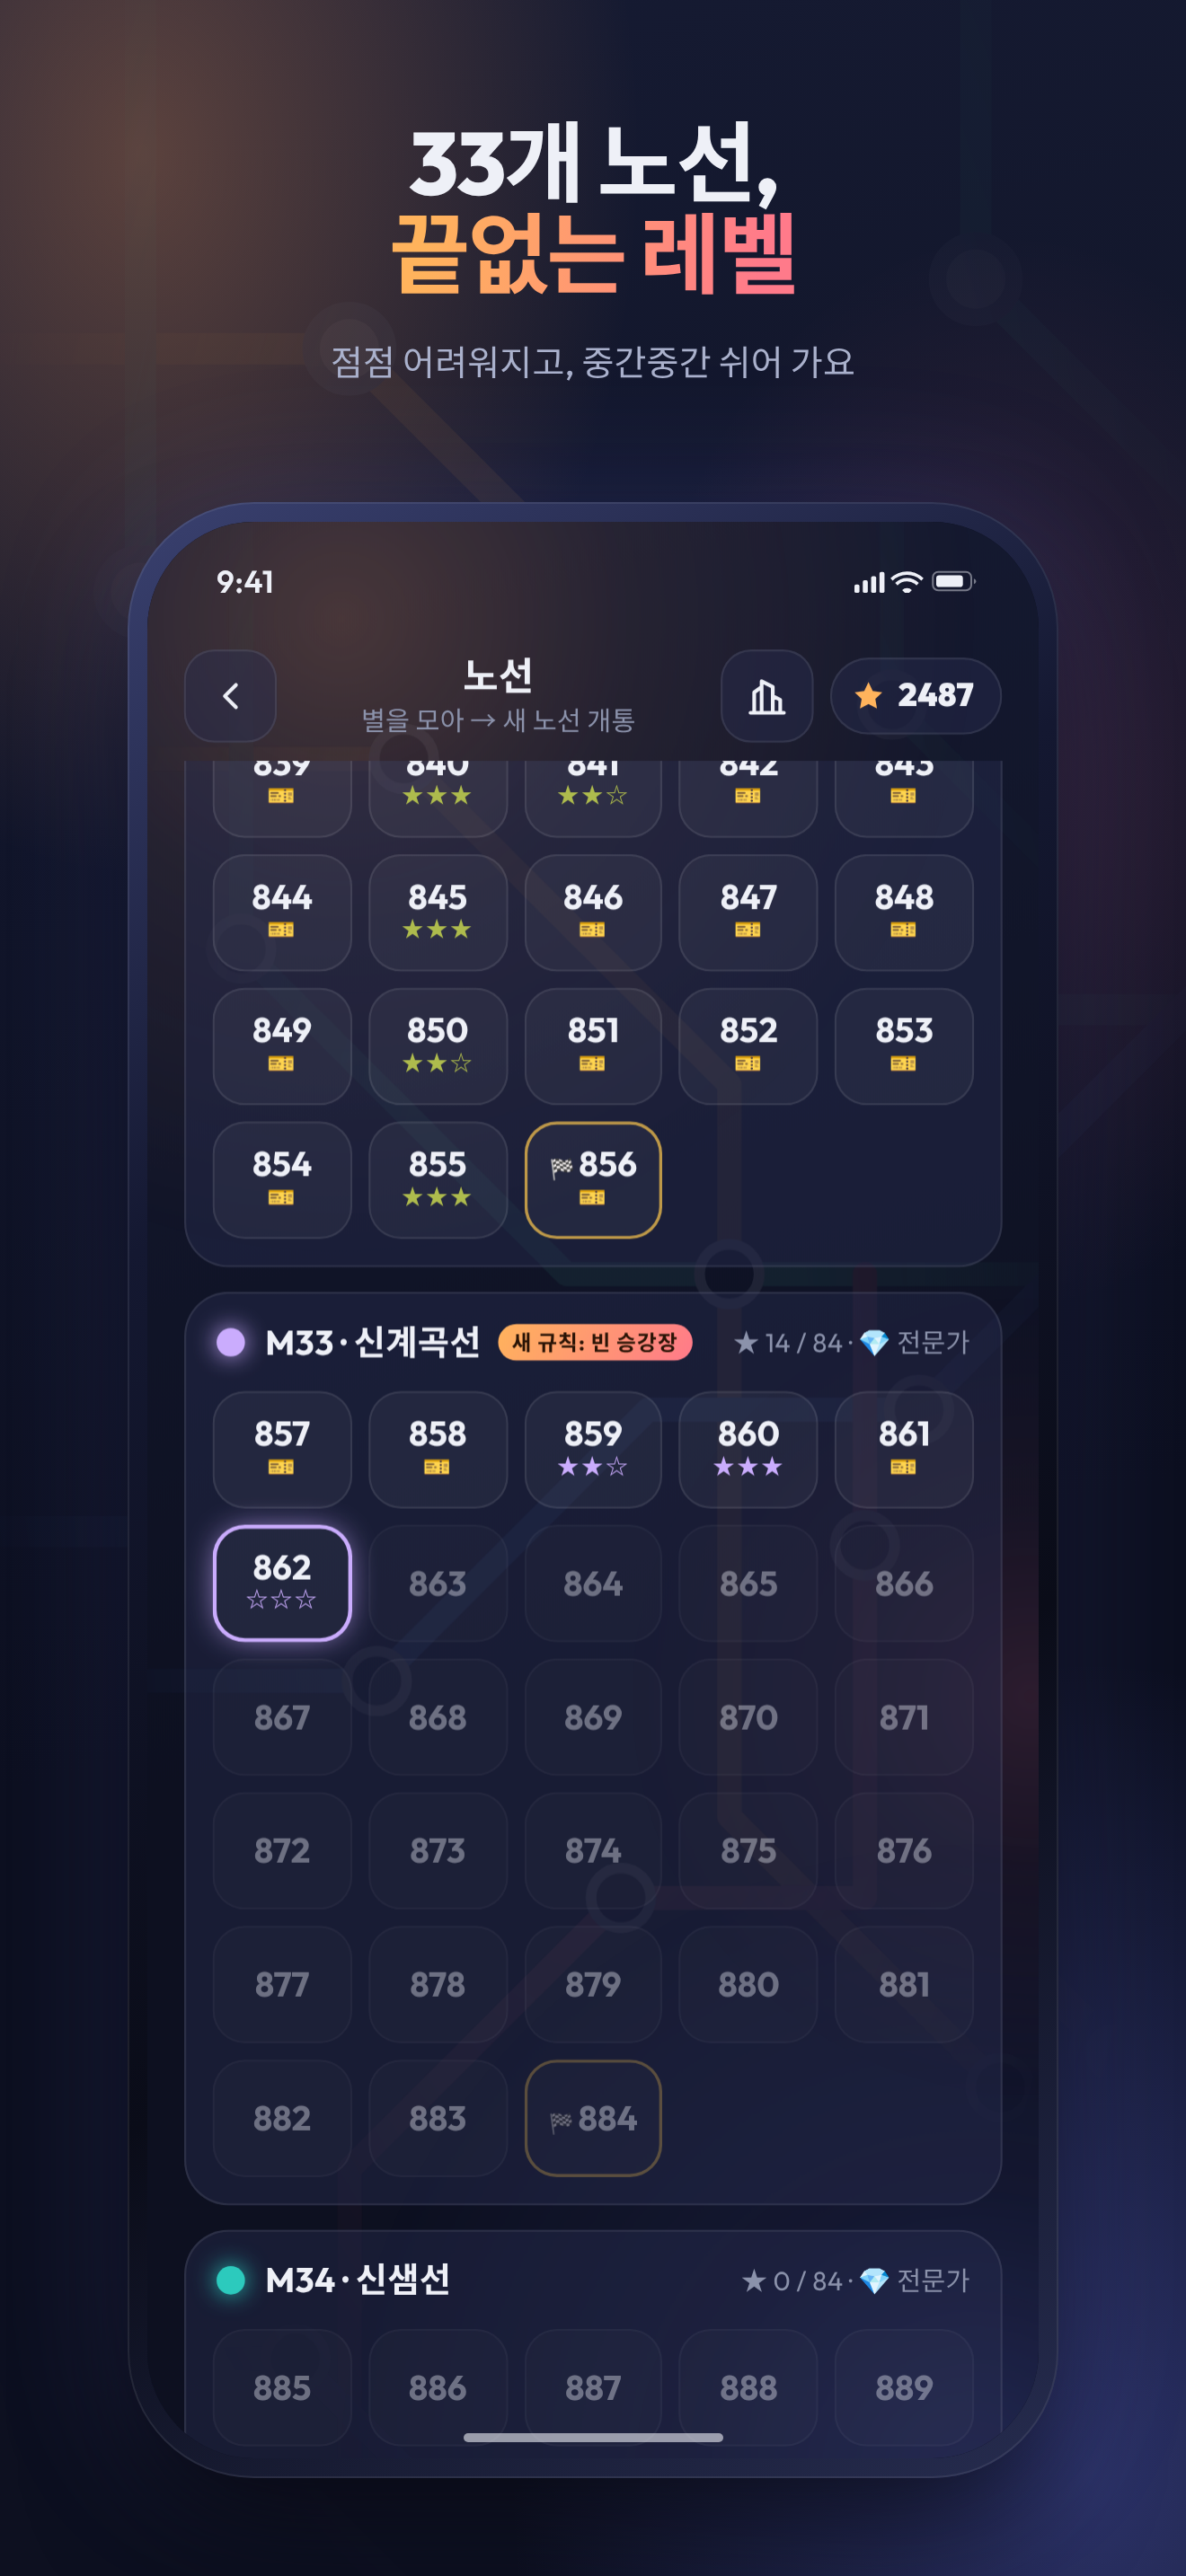 33개 노선,
끝없는 레벨
점점 어려워지고, 중간중간 쉬어 가요
9:41
노선
별을 모아 → 새 노선 개통
★ 2487
839 840 841 842 843
🎫 ★★★ ★★☆ 🎫 🎫
844 845 846 847 848
🎫 ★★★ 🎫 🎫 🎫
849 850 851 852 853
🎫 ★★☆ 🎫 🎫 🎫
854 855 🏁 856
🎫 ★★★ 🎫
M33 · 신계곡선 새 규칙: 빈 승강장 ★ 14 / 84 · 💎 전문가
857 858 859 860 861
🎫 🎫 ★★☆ ★★★ 🎫
862 863 864 865 866
☆☆☆
867 868 869 870 871
872 873 874 875 876
877 878 879 880 881
882 883 🏁 884
M34 · 신샘선 ★ 0 / 84 · 💎 전문가
885 886 887 888 889